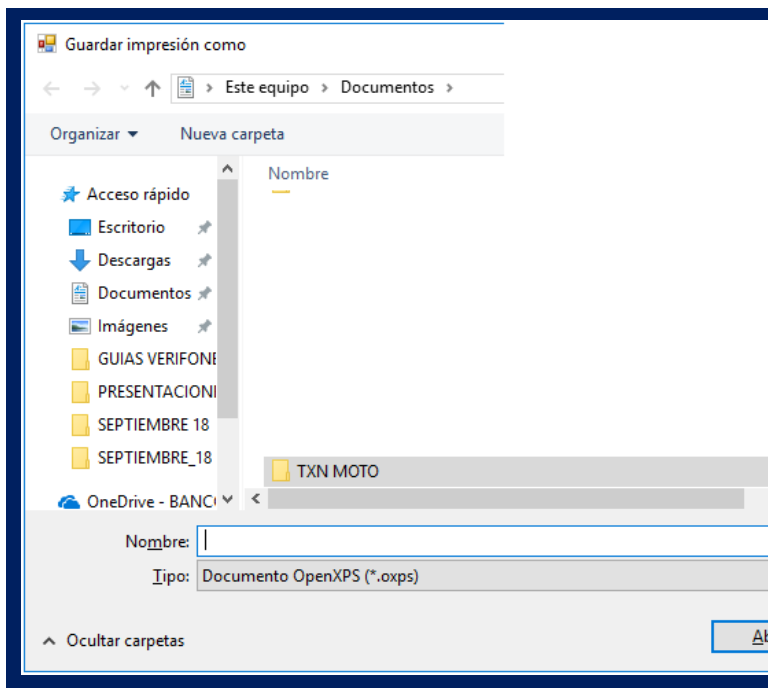 Guardar impresión como
Este equipo > Documentos >
Organizar Nueva carpeta
Nombre
Acceso rápido
Escritorio
Descargas
Documentos
Imágenes
GUIAS VERIFONE
PRESENTACIONI
SEPTIEMBRE 18
SEPTIEMBRE_18
TXN MOTO
OneDrive - BANC
Nombre:
Tipo: Documento OpenXPS (*.oxps)
Ocultar carpetas
Ab